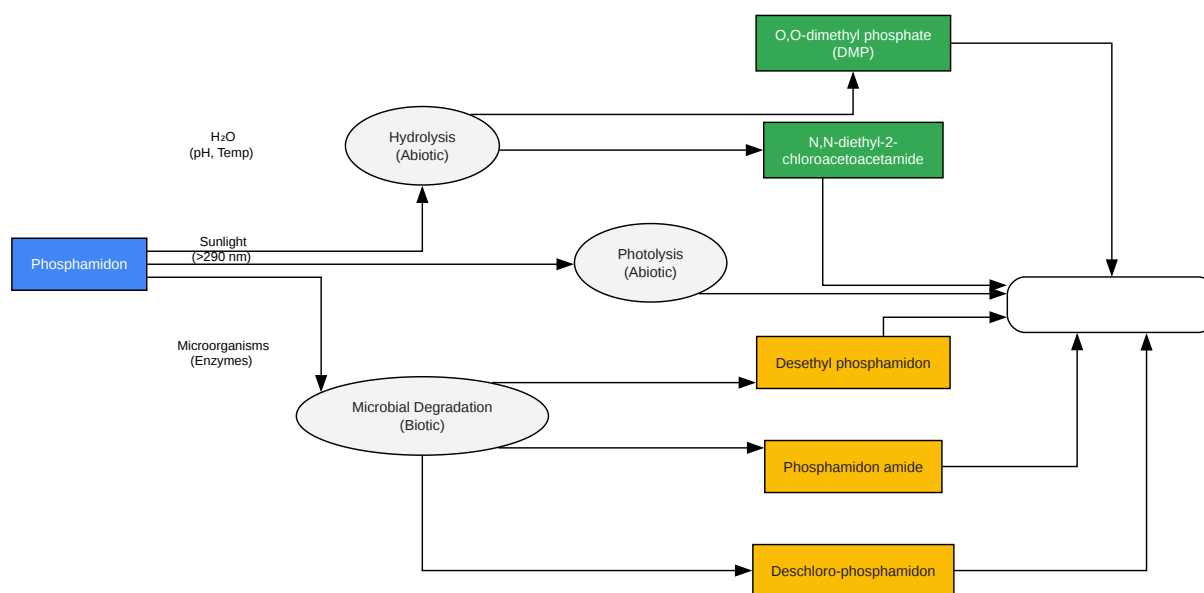 O,O-dimethyl phosphate
(DMP)
H₂O
(pH, Temp)
Hydrolysis
(Abiotic)
N,N-diethyl-2-
chloroacetoacetamide
Sunlight
(>290 nm)
Phosphamidon
Photolysis
(Abiotic)
Microorganisms
(Enzymes)
Desethyl phosphamidon
Microbial Degradation
(Biotic)
Phosphamidon amide
Deschloro-phosphamidon